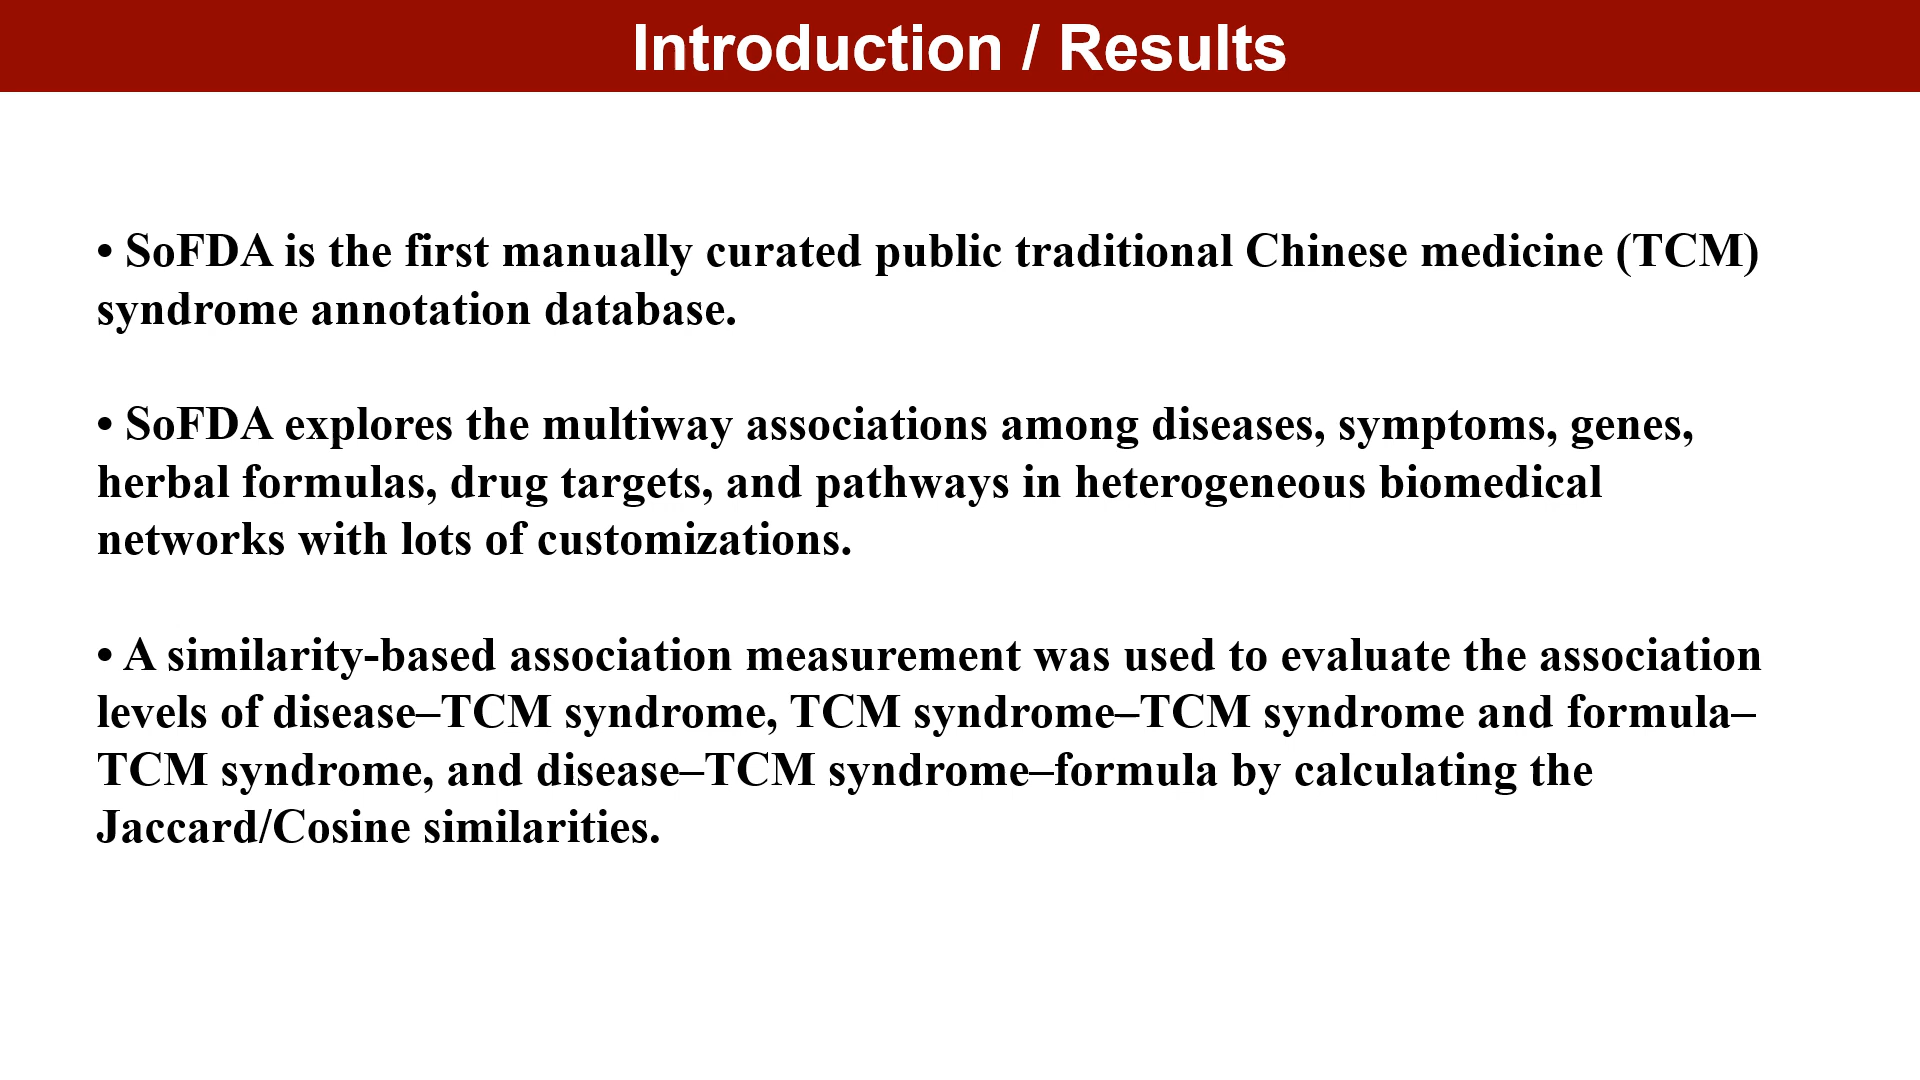 Introduction / Results
• SoFDA is the first manually curated public traditional Chinese medicine (TCM)
syndrome annotation database.
• SoFDA explores the multiway associations among diseases, symptoms, genes,
herbal formulas, drug targets, and pathways in heterogeneous biomedical
networks with lots of customizations.
• A similarity-based association measurement was used to evaluate the association
levels of disease–TCM syndrome, TCM syndrome–TCM syndrome and formula–
TCM syndrome, and disease–TCM syndrome–formula by calculating the
Jaccard/Cosine similarities.